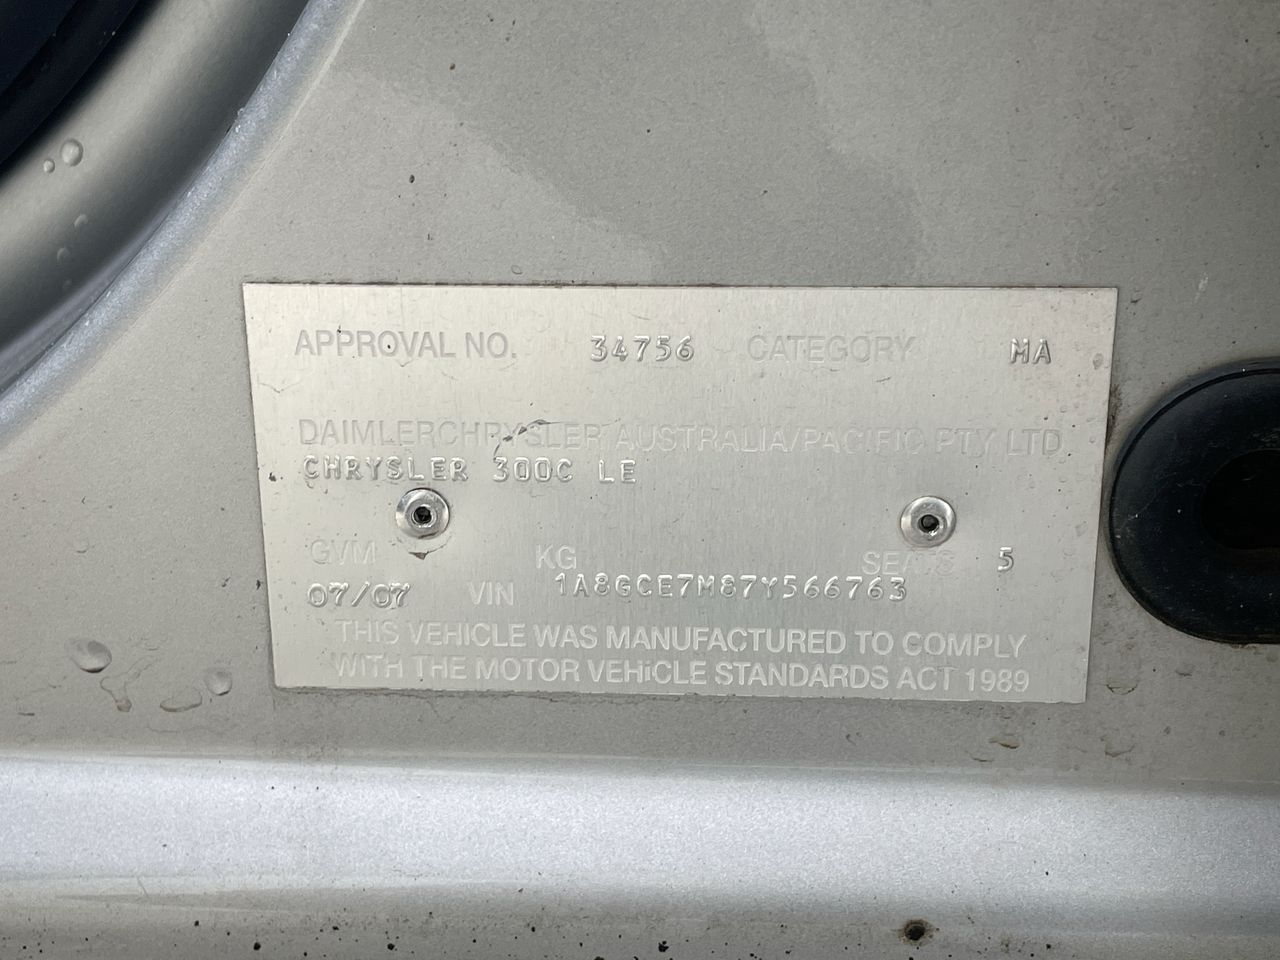 APPROVAL NO. 34756 CATEGORY MA
DAIMLERCHRYSLER AUSTRALIA/PACIFIC PTY LTD
CHRYSLER 300C LE
GVM KG SEATS 5
07/07 VIN 1A8GCE7M87Y566763
THIS VEHICLE WAS MANUFACTURED TO COMPLY
WITH THE MOTOR VEHICLE STANDARDS ACT 1989